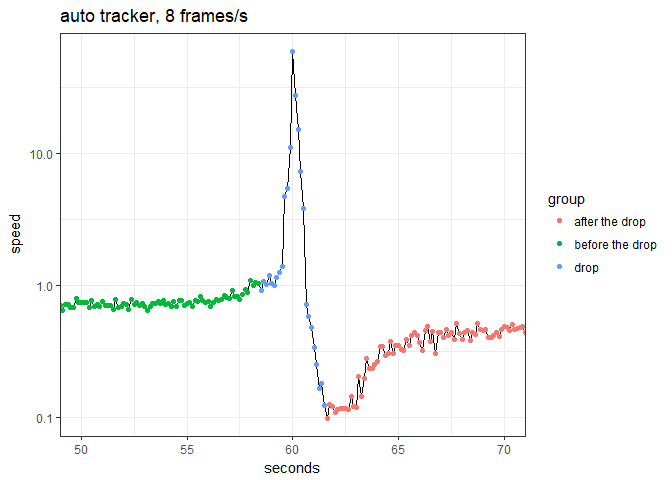 auto tracker, 8 frames/s
10.0
1.0
0.1
speed
50
55
60
65
70
seconds
group
after the drop
before the drop
drop